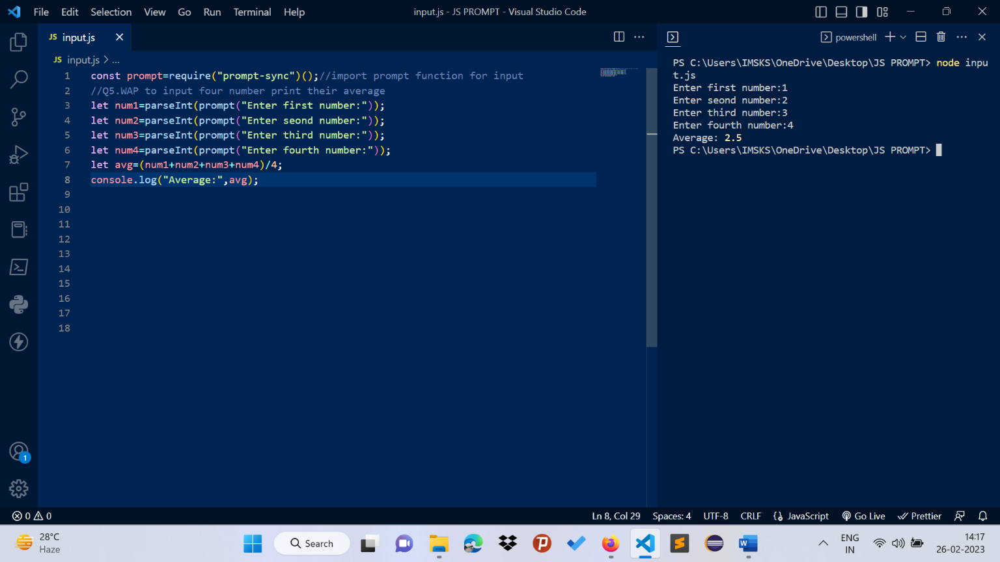 File Edit Selection View Go Run Terminal Help
input.js - JS PROMPT - Visual Studio Code
JS input.js
JS input.js > ...
1 const prompt=require("prompt-sync")();//import prompt function for input
2 //Q5.WAP to input four number print their average
3 let num1=parseInt(prompt("Enter first number:"));
4 let num2=parseInt(prompt("Enter seond number:"));
5 let num3=parseInt(prompt("Enter third number:"));
6 let num4=parseInt(prompt("Enter fourth number:"));
7 let avg=(num1+num2+num3+num4)/4;
8 console.log("Average:",avg);
9
10
11
12
13
14
15
16
17
18
powershell
PS C:\Users\IMSKS\OneDrive\Desktop\JS PROMPT> node inpu
t.js
Enter first number:1
Enter seond number:2
Enter third number:3
Enter fourth number:4
Average: 2.5
PS C:\Users\IMSKS\OneDrive\Desktop\JS PROMPT>
1
0 0
Ln 8, Col 29 Spaces: 4 UTF-8 CRLF JavaScript Go Live Prettier
28°C
Haze
Search
ENG
IN
14:17
26-02-2023